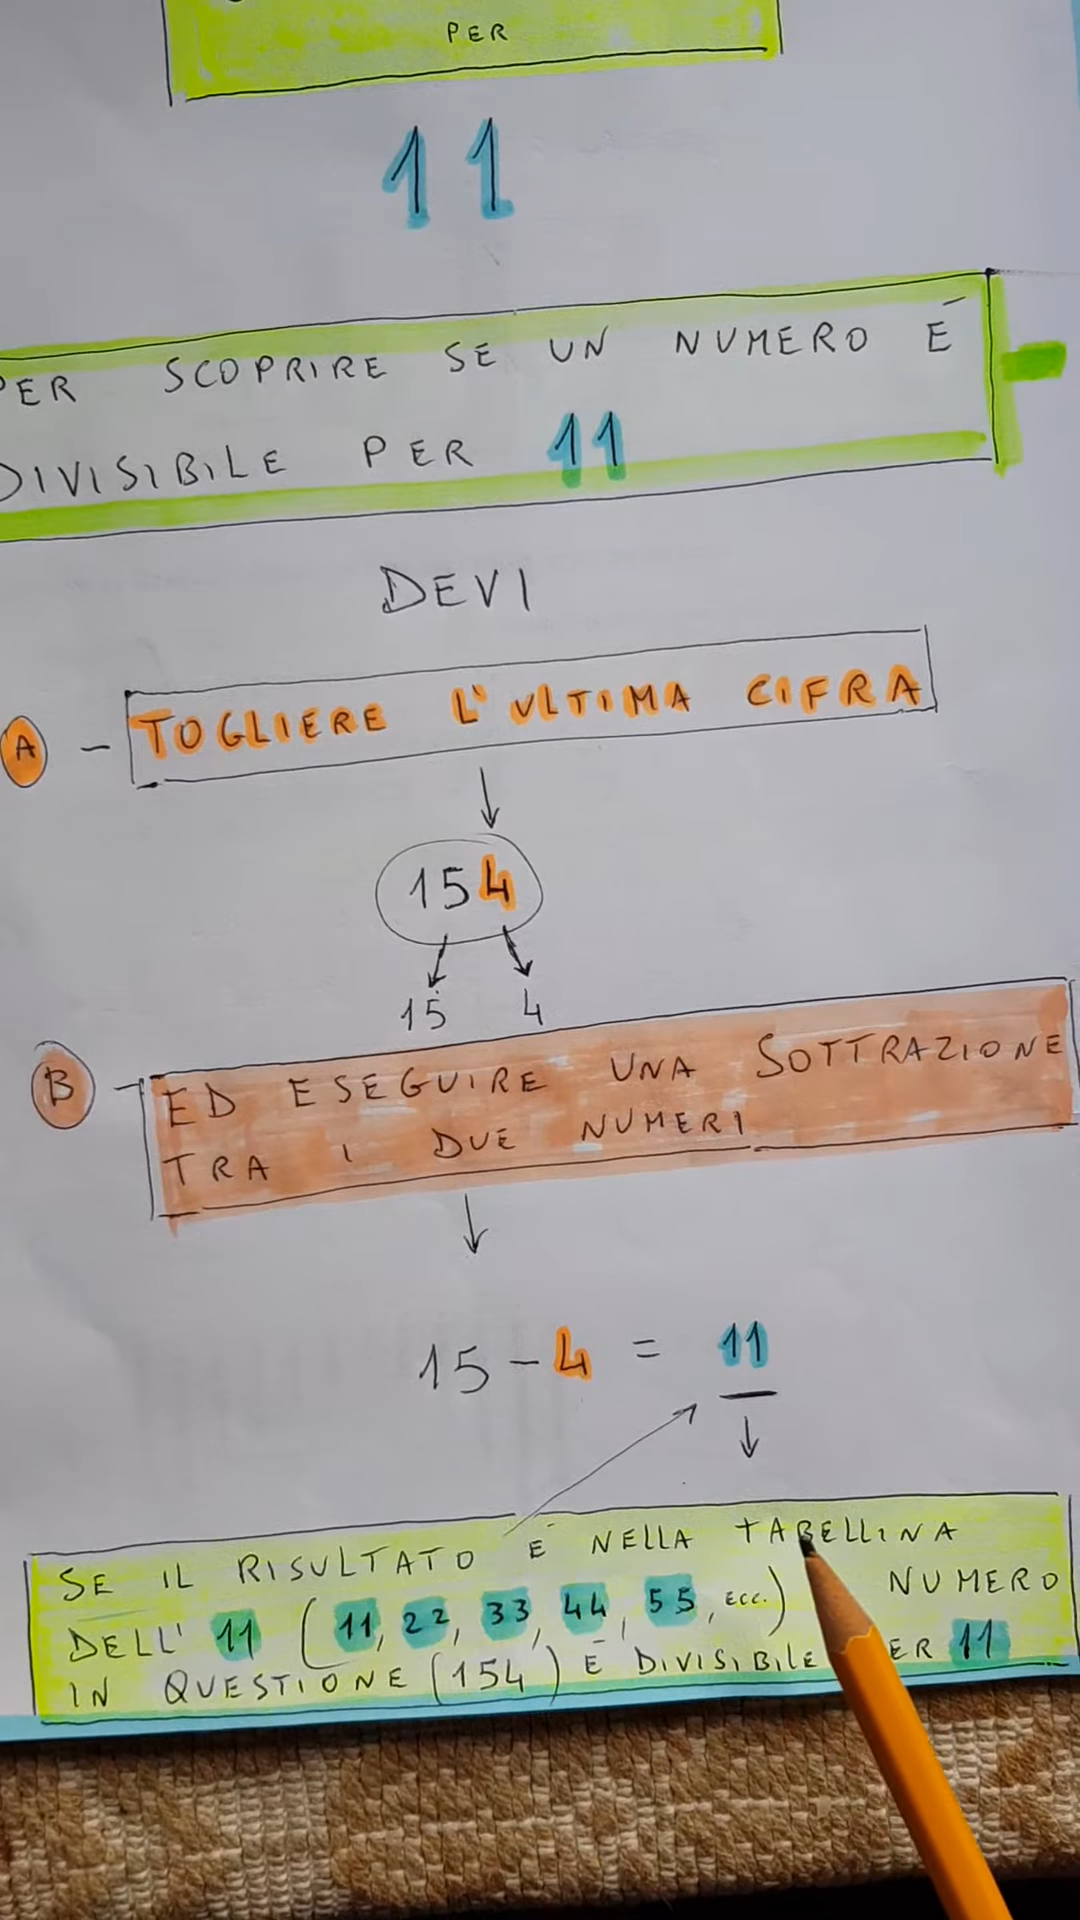 PER
11
PER SCOPRIRE SE UN NUMERO È
DIVISIBILE PER 11
DEVI
A - TOGLIERE L'ULTIMA CIFRA
154
15 4
B - ED ESEGUIRE UNA SOTTRAZIONE
TRA I DUE NUMERI
15 - 4 = 11
SE IL RISULTATO È NELLA TABELLINA
DELL' 11 (11, 22, 33, 44, 55, ECC.) NUMERO
IN QUESTIONE (154) È DIVISIBILE PER 11